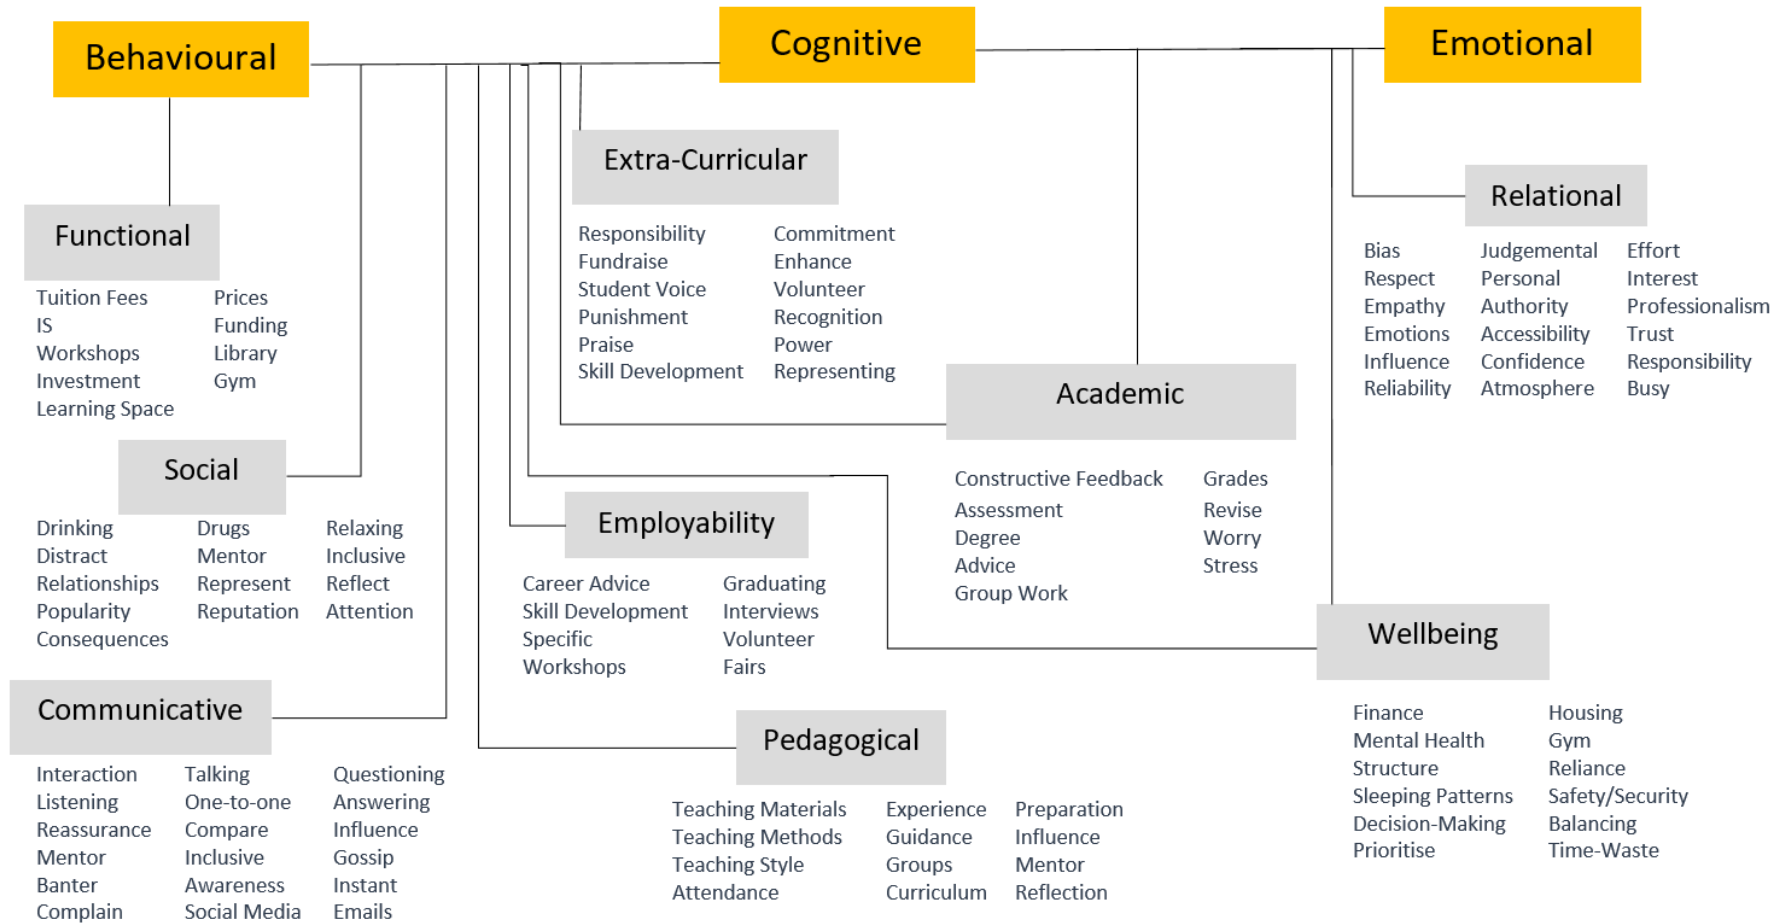 Behavioural
Cognitive
Emotional
Functional
Tuition Fees Prices
IS Funding
Workshops Library
Investment Gym
Learning Space
Extra-Curricular
Responsibility Commitment
Fundraise Enhance
Student Voice Volunteer
Punishment Recognition
Praise Power
Skill Development Representing
Relational
Bias Judgemental Effort
Respect Personal Interest
Empathy Authority Professionalism
Emotions Accessibility Trust
Influence Confidence Responsibility
Reliability Atmosphere Busy
Academic
Constructive Feedback Grades
Assessment Revise
Degree Worry
Advice Stress
Group Work
Social
Drinking Drugs Relaxing
Distract Mentor Inclusive
Relationships Represent Reflect
Popularity Reputation Attention
Consequences
Employability
Career Advice Graduating
Skill Development Interviews
Specific Volunteer
Workshops Fairs
Wellbeing
Finance Housing
Mental Health Gym
Structure Reliance
Sleeping Patterns Safety/Security
Decision-Making Balancing
Prioritise Time-Waste
Communicative
Interaction Talking Questioning
Listening One-to-one Answering
Reassurance Compare Influence
Mentor Inclusive Gossip
Banter Awareness Instant
Complain Social Media Emails
Pedagogical
Teaching Materials Experience Preparation
Teaching Methods Guidance Influence
Teaching Style Groups Mentor
Attendance Curriculum Reflection